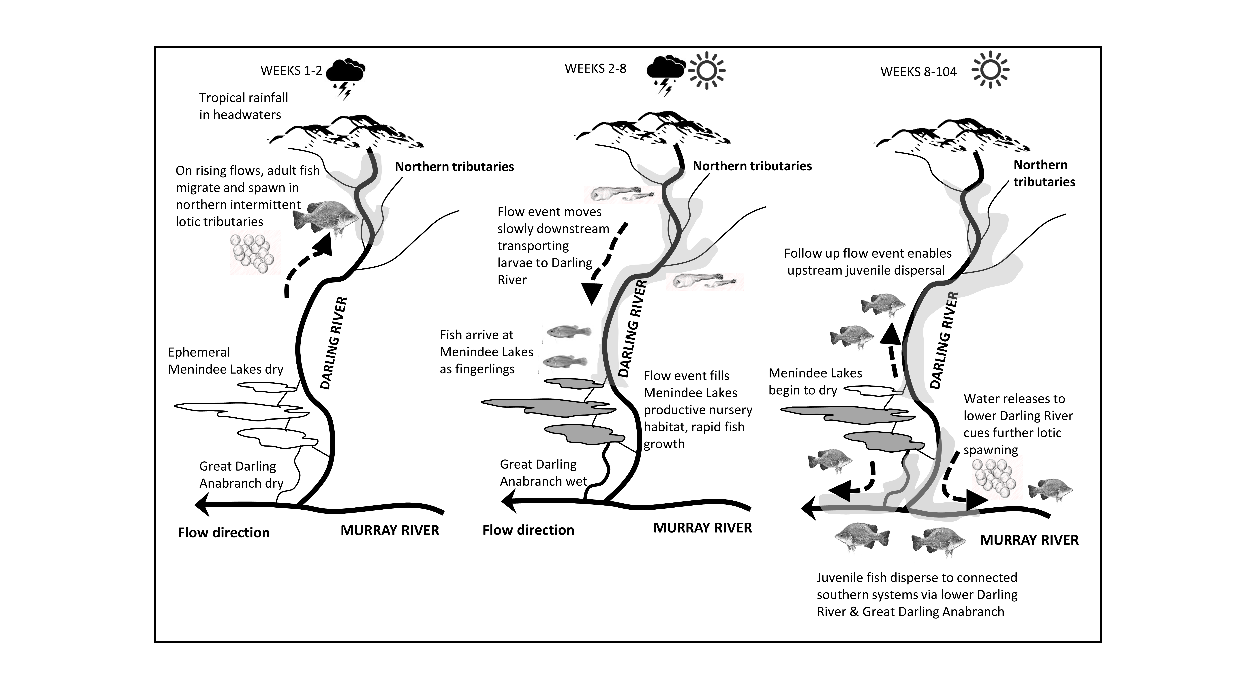 WEEKS 1-2
Tropical rainfall
in headwaters
On rising flows, adult fish
migrate and spawn in
northern intermittent
lotic tributaries
Northern tributaries
DARLING RIVER
Ephemeral
Menindee Lakes dry
Great Darling
Anabranch dry
Flow direction
MURRAY RIVER
WEEKS 2-8
Northern tributaries
Flow event moves
slowly downstream
transporting
larvae to Darling
River
DARLING RIVER
Fish arrive at
Menindee Lakes
as fingerlings
Flow event fills
Menindee Lakes
productive nursery
habitat, rapid fish
growth
Great Darling
Anabranch wet
Flow direction
MURRAY RIVER
WEEKS 8-104
Northern
tributaries
Follow up flow event enables
upstream juvenile dispersal
DARLING RIVER
Menindee Lakes
begin to dry
Water releases to
lower Darling River
cues further lotic
spawning
MURRAY RIVER
Juvenile fish disperse to connected
southern systems via lower Darling
River & Great Darling Anabranch